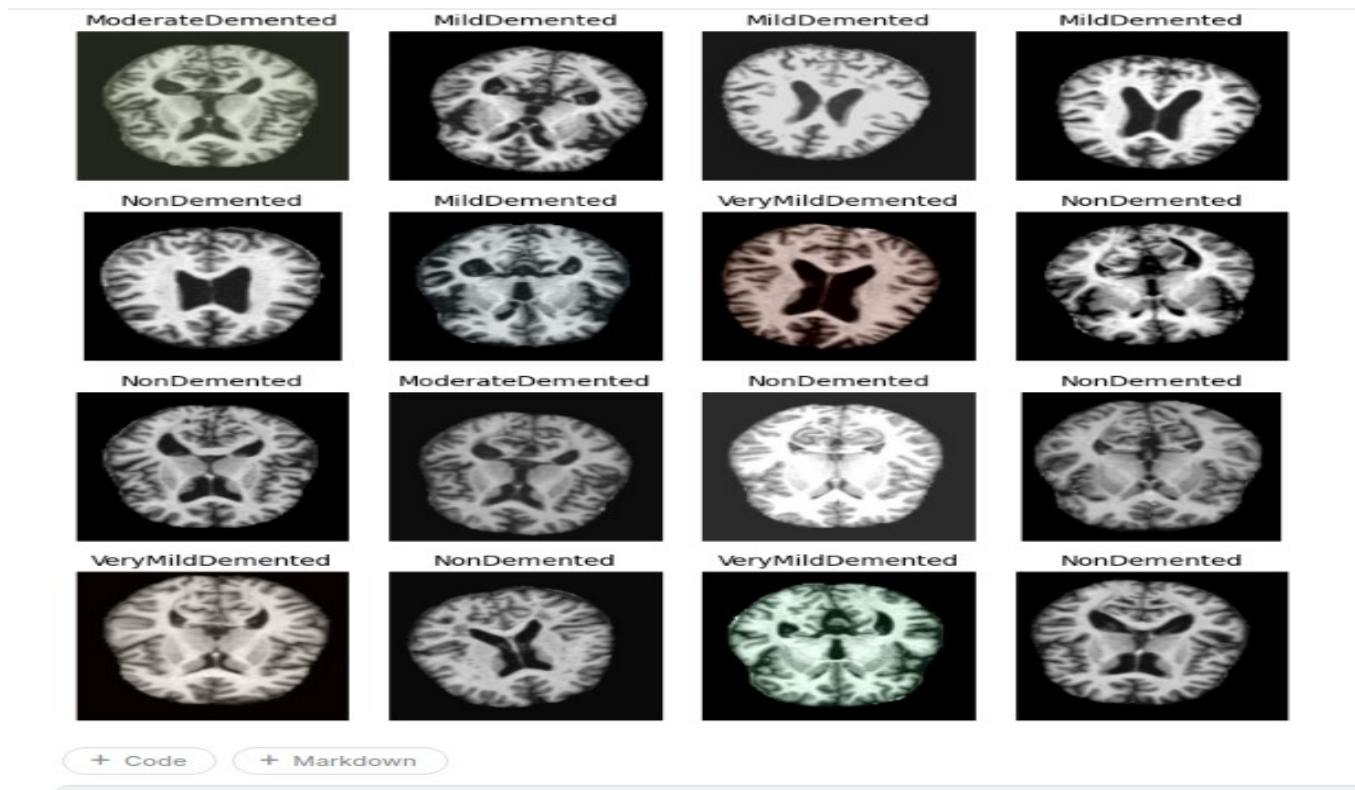 ModerateDemented MildDemented MildDemented MildDemented
NonDemented MildDemented VeryMildDemented NonDemented
NonDemented ModerateDemented NonDemented NonDemented
VeryMildDemented NonDemented VeryMildDemented NonDemented
+ Code + Markdown